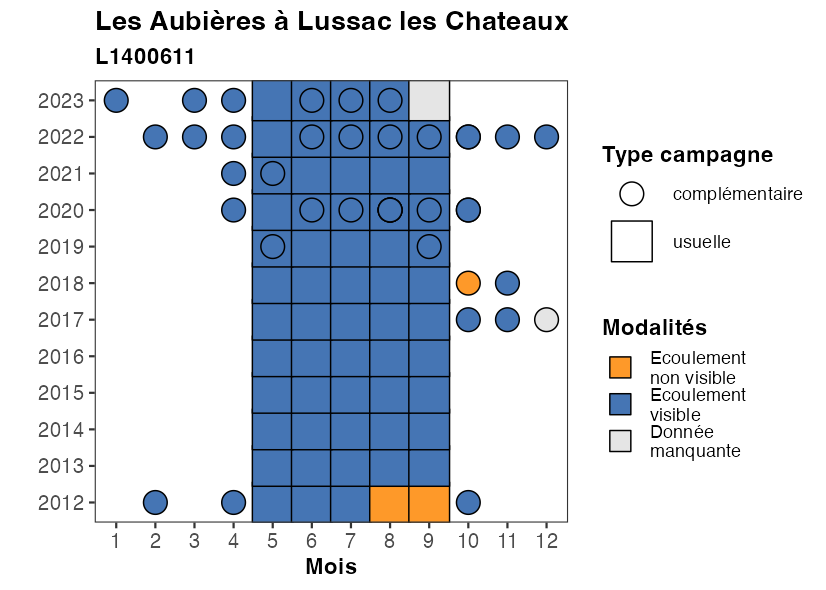 Les Aubières à Lussac les Chateaux
L1400611
2023
2022
2021
2020
2019
2018
2017
2016
2015
2014
2013
2012
1 2 3 4 5 6 7 8 9 10 11 12
Mois
Type campagne
complémentaire
usuelle
Modalités
Ecoulement
non visible
Ecoulement
visible
Donnée
manquante